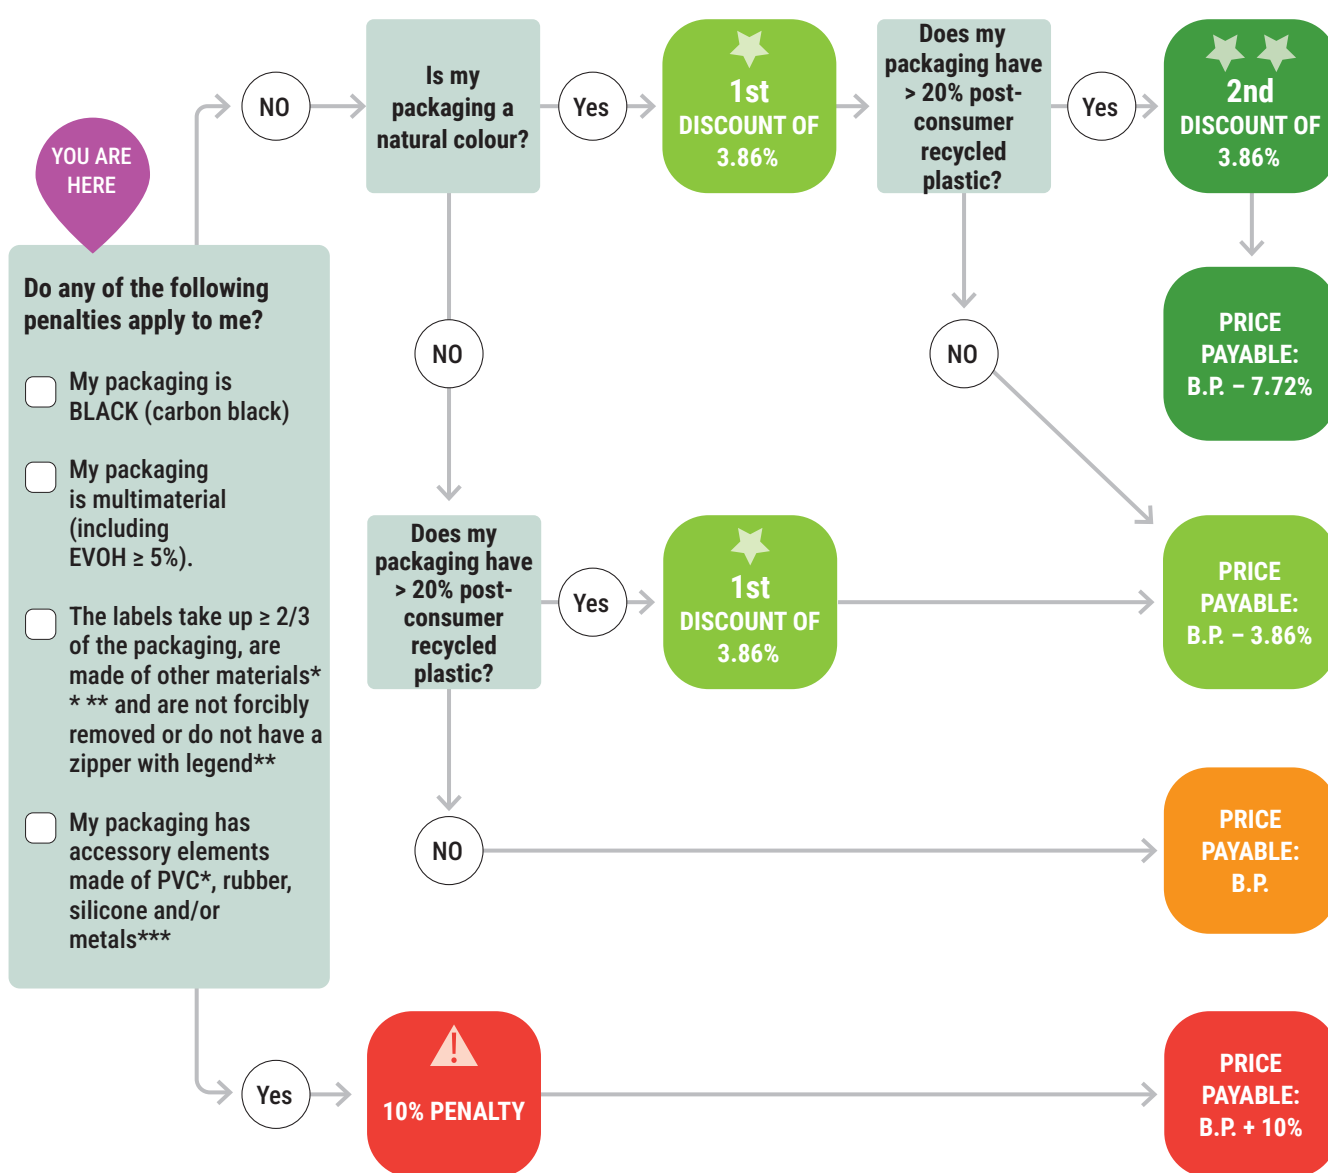 YOU ARE
HERE
Do any of the following
penalties apply to me?
My packaging is
BLACK (carbon black)
My packaging
is multimaterial
(including
EVOH ≥ 5%).
The labels take up ≥ 2/3
of the packaging, are
made of other materials*
* ** and are not forcibly
removed or do not have a
zipper with legend**
My packaging has
accessory elements
made of PVC*, rubber,
silicone and/or
metals***
NO
Is my
packaging a
natural colour?
Yes
1st
DISCOUNT OF
3.86%
Does my
packaging have
> 20% post-
consumer
recycled
plastic?
Yes
2nd
DISCOUNT OF
3.86%
PRICE
PAYABLE:
B.P. – 7.72%
NO
NO
Does my
packaging have
> 20% post-
consumer
recycled
plastic?
Yes
1st
DISCOUNT OF
3.86%
PRICE
PAYABLE:
B.P. – 3.86%
NO
PRICE
PAYABLE:
B.P.
Yes
10% PENALTY
PRICE
PAYABLE:
B.P. + 10%